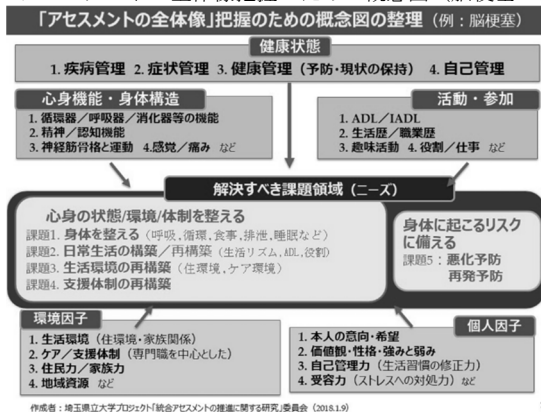 「アセスメントの全体像」把握のための概念図の整理（例：脳梗塞）
健康状態
1. 疾病管理 2. 症状管理 3. 健康管理（予防・現状の保持） 4. 自己管理
心身機能・身体構造
1. 循環器／呼吸器／消化器等の機能
2. 精神／認知機能
3. 神経筋骨格と運動 4.感覚／痛み など
活動・参加
1. ADL／IADL
2. 生活歴／職業歴
3. 趣味活動 4. 役割／仕事 など
解決すべき課題領域（ニーズ）
心身の状態/環境/体制を整える
課題1. 身体を整える（呼吸,循環,食事,排泄,睡眠など）
課題2. 日常生活の構築／再構築（生活リズム,ADL,役割）
課題3. 生活環境の再構築（住環境,ケア環境）
課題4. 支援体制の再構築
身体に起こるリスク
に備える
課題5：悪化予防
再発予防
環境因子
1. 生活環境（住環境・家族関係）
2. ケア／支援体制（専門職を中心とした）
3. 住民力／家族力
4. 地域資源 など
個人因子
1. 本人の意向・希望
2. 価値観・性格・強みと弱み
3. 自己管理力（生活習慣の修正力）
4. 受容力（ストレスへの対処力）など
作成者：埼玉県立大学プロジェクト「統合アセスメントの推進に関する研究」委員会（2018.1.9）